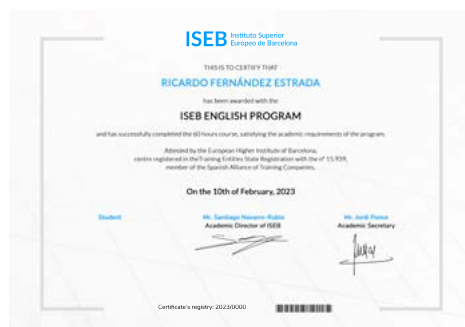 ISEB Instituto Superior
Europeo de Barcelona
THIS IS TO CERTIFY THAT
RICARDO FERNÁNDEZ ESTRADA
has been awarded with the
ISEB ENGLISH PROGRAM
and has successfully completed the 60 hours course, satisfying the academic requirements of the program.
Attested by the European Higher Institute of Barcelona,
centre registered in the Training Entities State Registration with the nº 15.939,
member of the Spanish Alliance of Training Companies.
On the 10th of February, 2023
Student Mr. Santiago Navarro-Rubio Mr. Jordi Ponce
Academic Director of ISEB Academic Secretary
Certificate's registry: 2023/0000